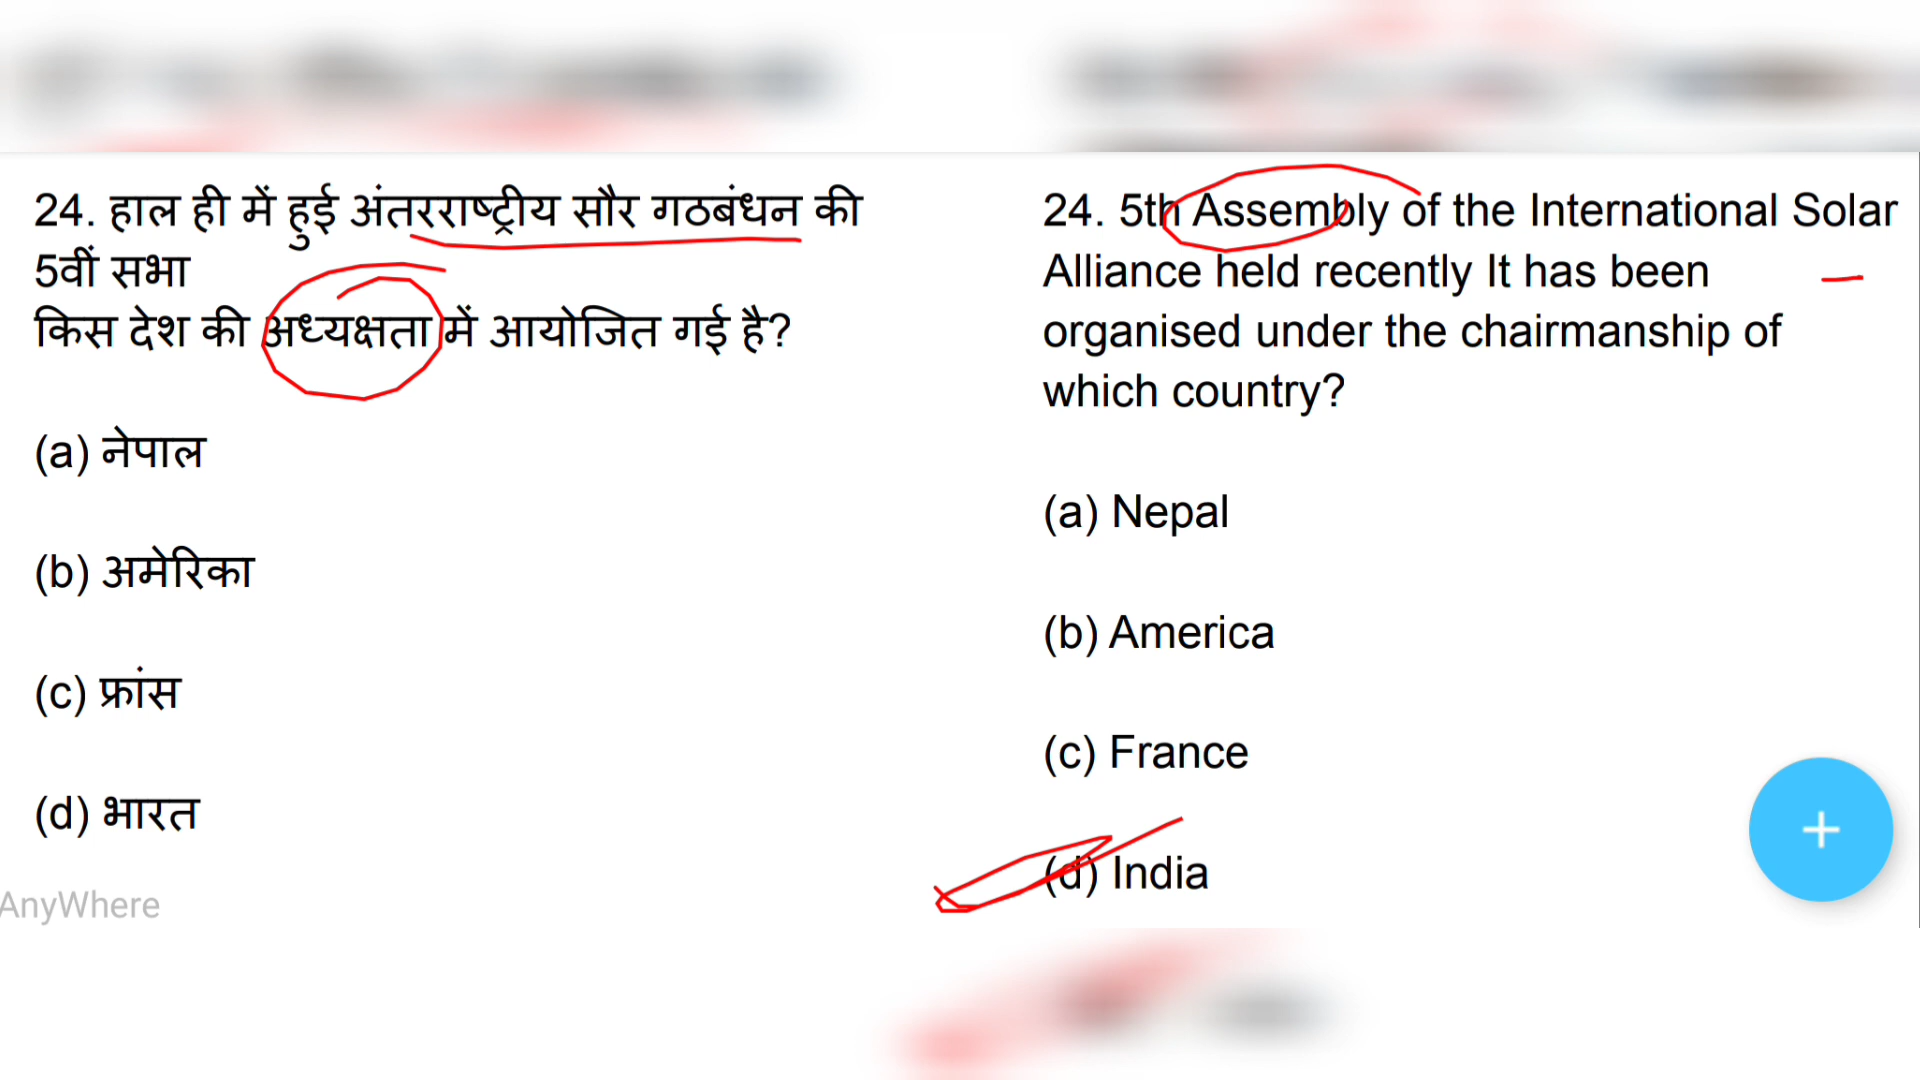 24. हाल ही में हुई अंतरराष्ट्रीय सौर गठबंधन की
5वीं सभा
किस देश की अध्यक्षता में आयोजित गई है?
(a) नेपाल
(b) अमेरिका
(c) फ्रांस
(d) भारत
AnyWhere
24. 5th Assembly of the International Solar
Alliance held recently It has been
organised under the chairmanship of
which country?
(a) Nepal
(b) America
(c) France
(d) India
+